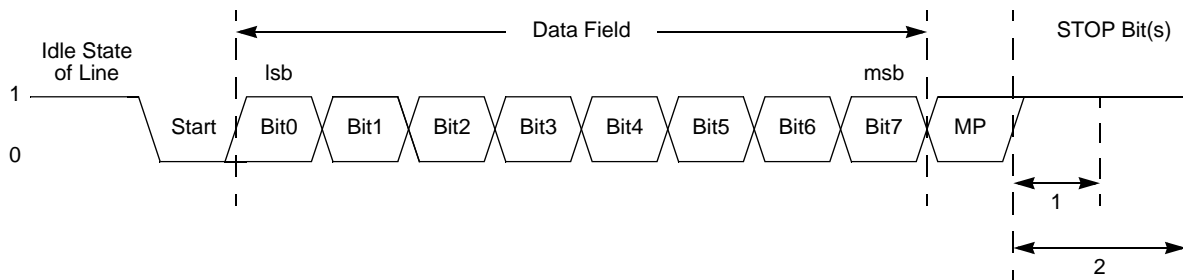 Data Field
STOP Bit(s)
Idle State
of Line
lsb
msb
1
Start
Bit0
Bit1
Bit2
Bit3
Bit4
Bit5
Bit6
Bit7
MP
0
1
2